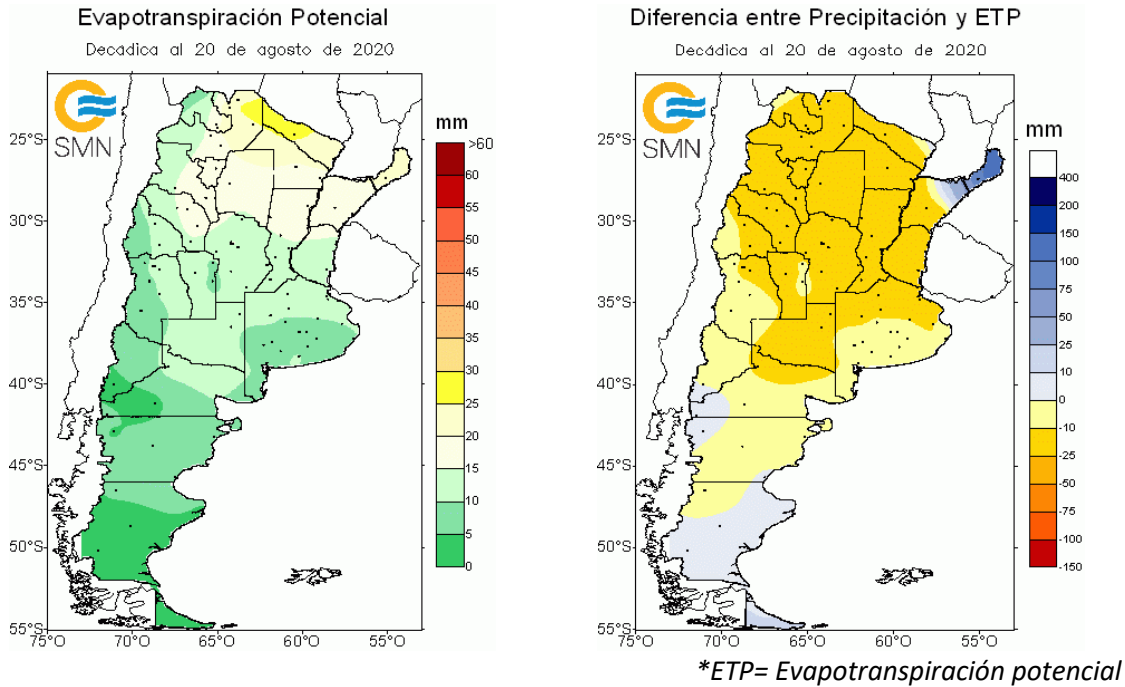 Evapotranspiración Potencial
Decádica al 20 de agosto de 2020
SMN
mm
>60
60
55
50
45
40
35
30
25
20
15
10
5
0
25°S
30°S
35°S
40°S
45°S
50°S
55°S
75°O
70°O
65°O
60°O
55°O
Diferencia entre Precipitación y ETP
Decádica al 20 de agosto de 2020
SMN
mm
400
200
150
100
75
50
25
10
0
-10
-25
-50
-75
-100
-150
25°S
30°S
35°S
40°S
45°S
50°S
55°S
75°O
70°O
65°O
60°O
55°O
*ETP= Evapotranspiración potencial